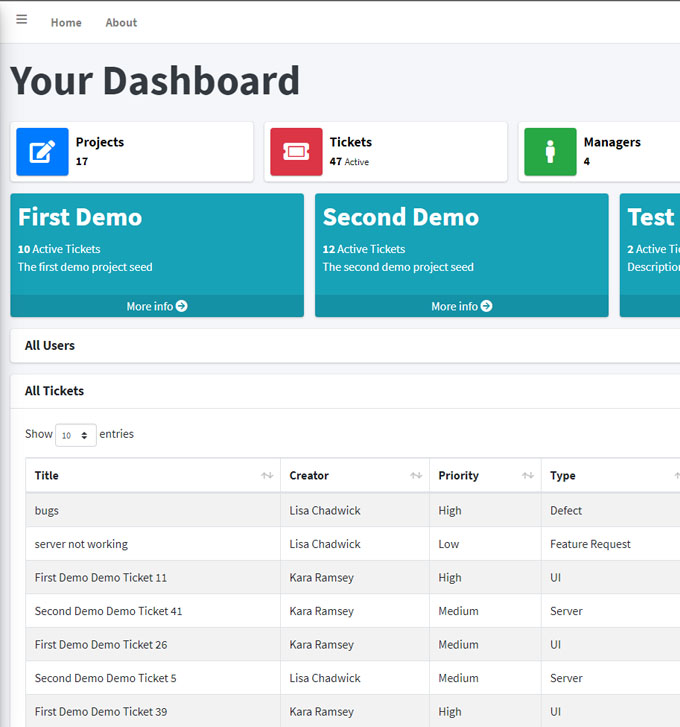 Home About
Your Dashboard
Projects
17
Tickets
47 Active
Managers
4
First Demo
10 Active Tickets
The first demo project seed
More info
Second Demo
12 Active Tickets
The second demo project seed
More info
Test
2 Active Ti
Description
All Users
All Tickets
Show 10 entries
Title Creator Priority Type
bugs Lisa Chadwick High Defect
server not working Lisa Chadwick Low Feature Request
First Demo Demo Ticket 11 Kara Ramsey High UI
Second Demo Demo Ticket 41 Kara Ramsey Medium Server
First Demo Demo Ticket 26 Kara Ramsey Medium UI
Second Demo Demo Ticket 5 Lisa Chadwick Medium Server
First Demo Demo Ticket 39 Kara Ramsey High UI